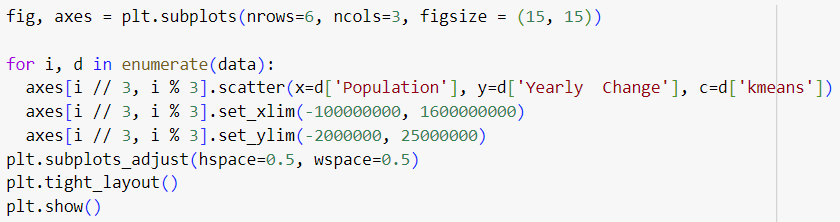 fig, axes = plt.subplots(nrows=6, ncols=3, figsize = (15, 15))
for i, d in enumerate(data):
  axes[i // 3, i % 3].scatter(x=d['Population'], y=d['Yearly  Change'], c=d['kmeans'])
  axes[i // 3, i % 3].set_xlim(-100000000, 1600000000)
  axes[i // 3, i % 3].set_ylim(-2000000, 25000000)
plt.subplots_adjust(hspace=0.5, wspace=0.5)
plt.tight_layout()
plt.show()